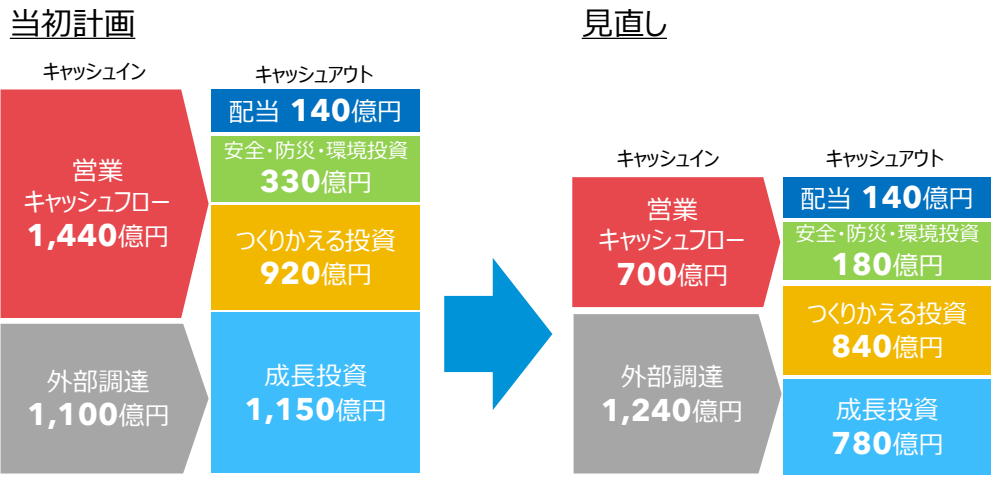 当初計画
キャッシュイン
キャッシュアウト
営業
キャッシュフロー
1,440億円
外部調達
1,100億円
配当 140億円
安全・防災・環境投資
330億円
つくりかえる投資
920億円
成長投資
1,150億円
見直し
キャッシュイン
キャッシュアウト
営業
キャッシュフロー
700億円
外部調達
1,240億円
配当 140億円
安全・防災・環境投資
180億円
つくりかえる投資
840億円
成長投資
780億円